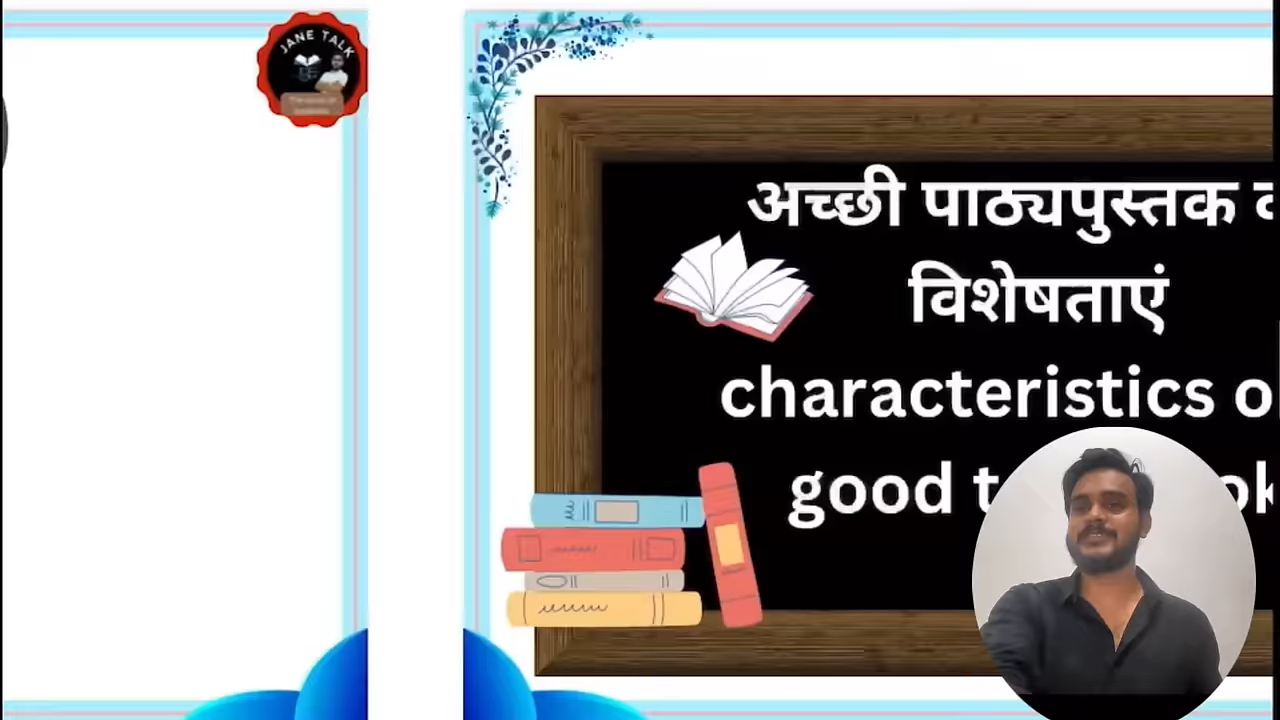 JANE TALK
अच्छी पाठ्यपुस्तक
विशेषताएं
characteristics o
good